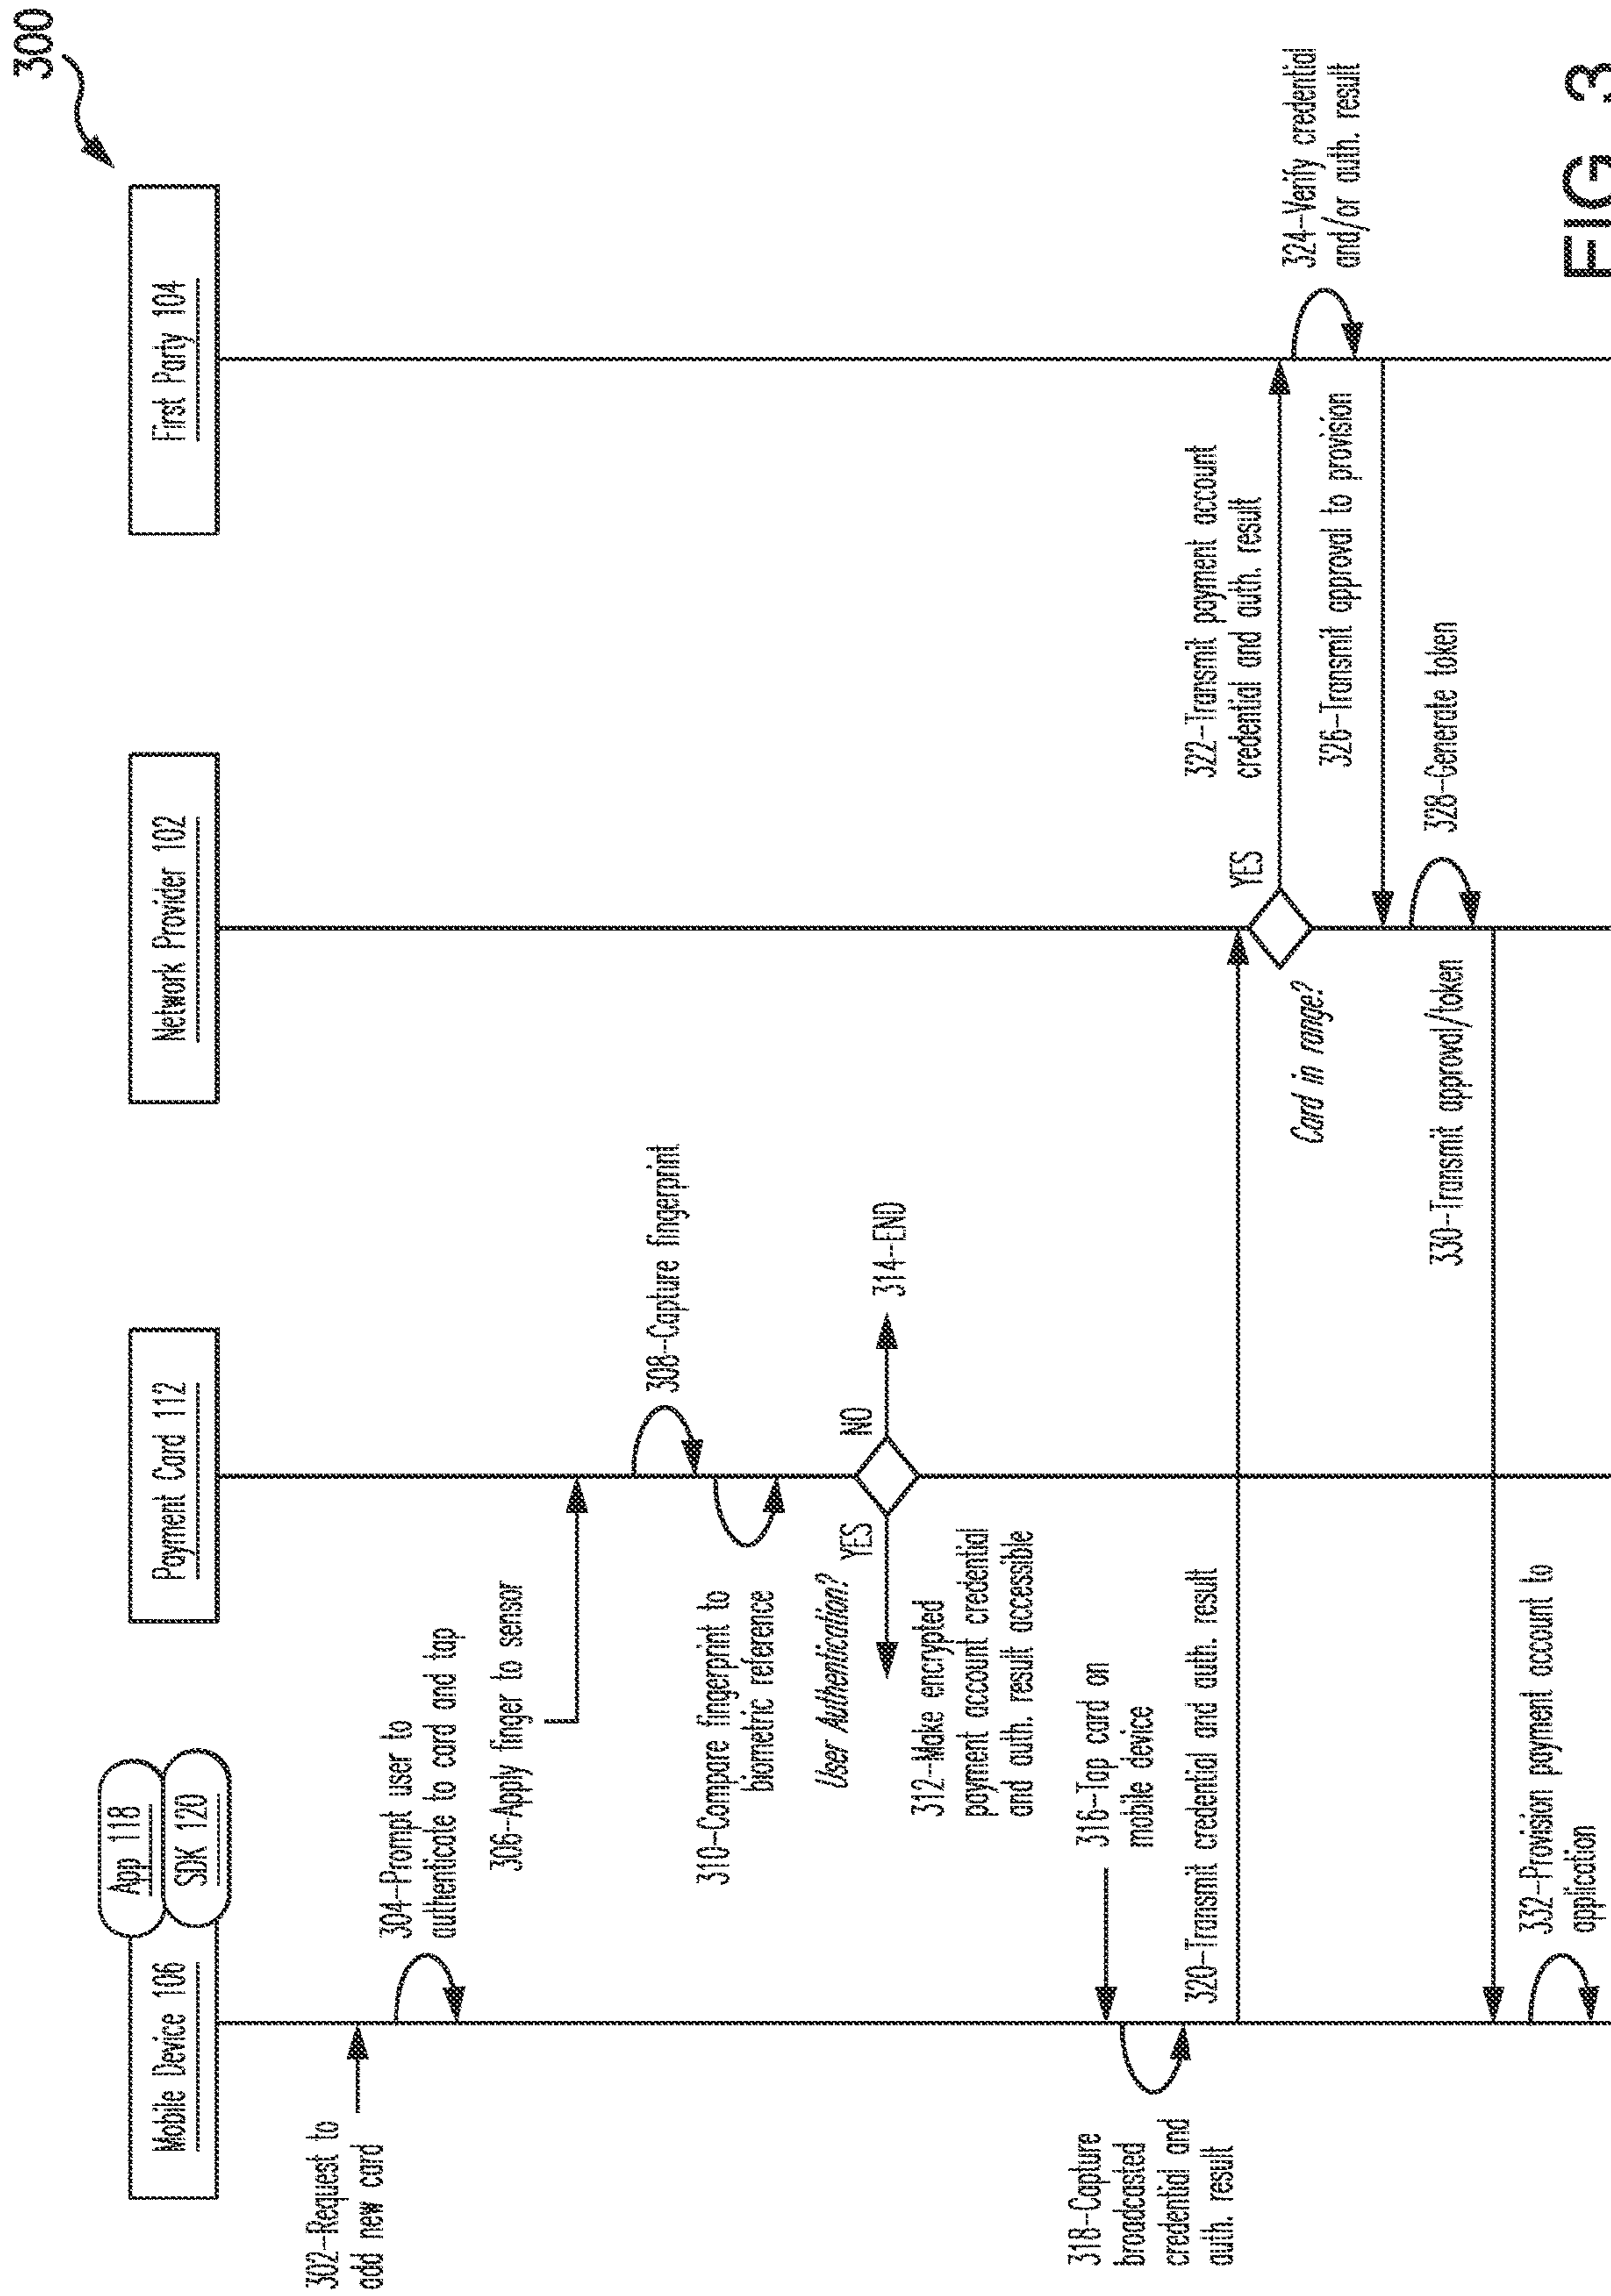 300
Mobile Device 106
App 118
SDK 120
Payment Card 112
Network Provider 102
First Party 104
302-Request to
add new card
304-Prompt user to
authenticate to card and tap
306-Apply finger to sensor
308-Capture fingerprint
310-Compare fingerprint to
biometric reference
User Authentication?
YES
NO
314-END
312-Make encrypted
payment account credential
and auth. result accessible
316-Tap card on
mobile device
318-Capture
broadcasted
credential and
auth. result
320-Transmit credential and auth. result
Card in range?
YES
322-Transmit payment account
credential and auth. result
324-Verify credential
and/or auth. result
326-Transmit approval to provision
328-Generate token
330-Transmit approval/token
332-Provision payment account to
application
FIG 3